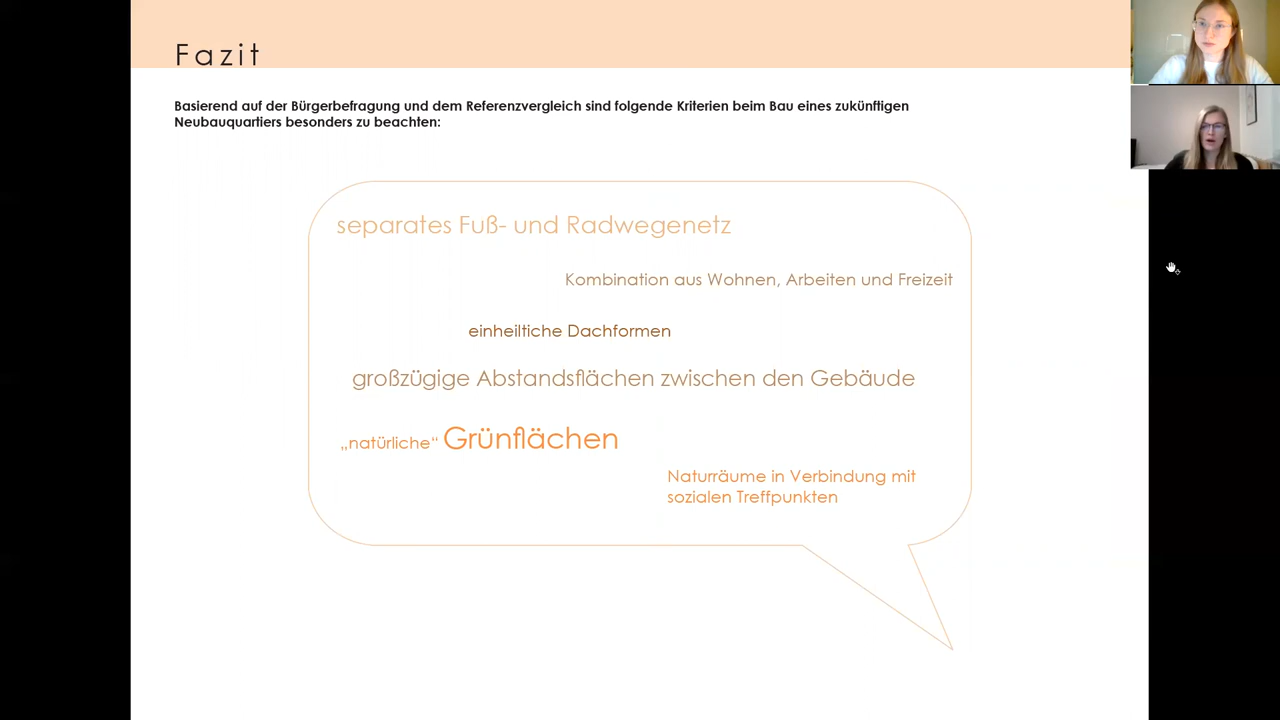 Fazit
Basierend auf der Bürgerbefragung und dem Referenzvergleich sind folgende Kriterien beim Bau eines zukünftigen
Neubauquartiers besonders zu beachten:
separates Fuß- und Radwegenetz
Kombination aus Wohnen, Arbeiten und Freizeit
einheiltiche Dachformen
großzügige Abstandsflächen zwischen den Gebäude
„natürliche“ Grünflächen
Naturräume in Verbindung mit
sozialen Treffpunkten